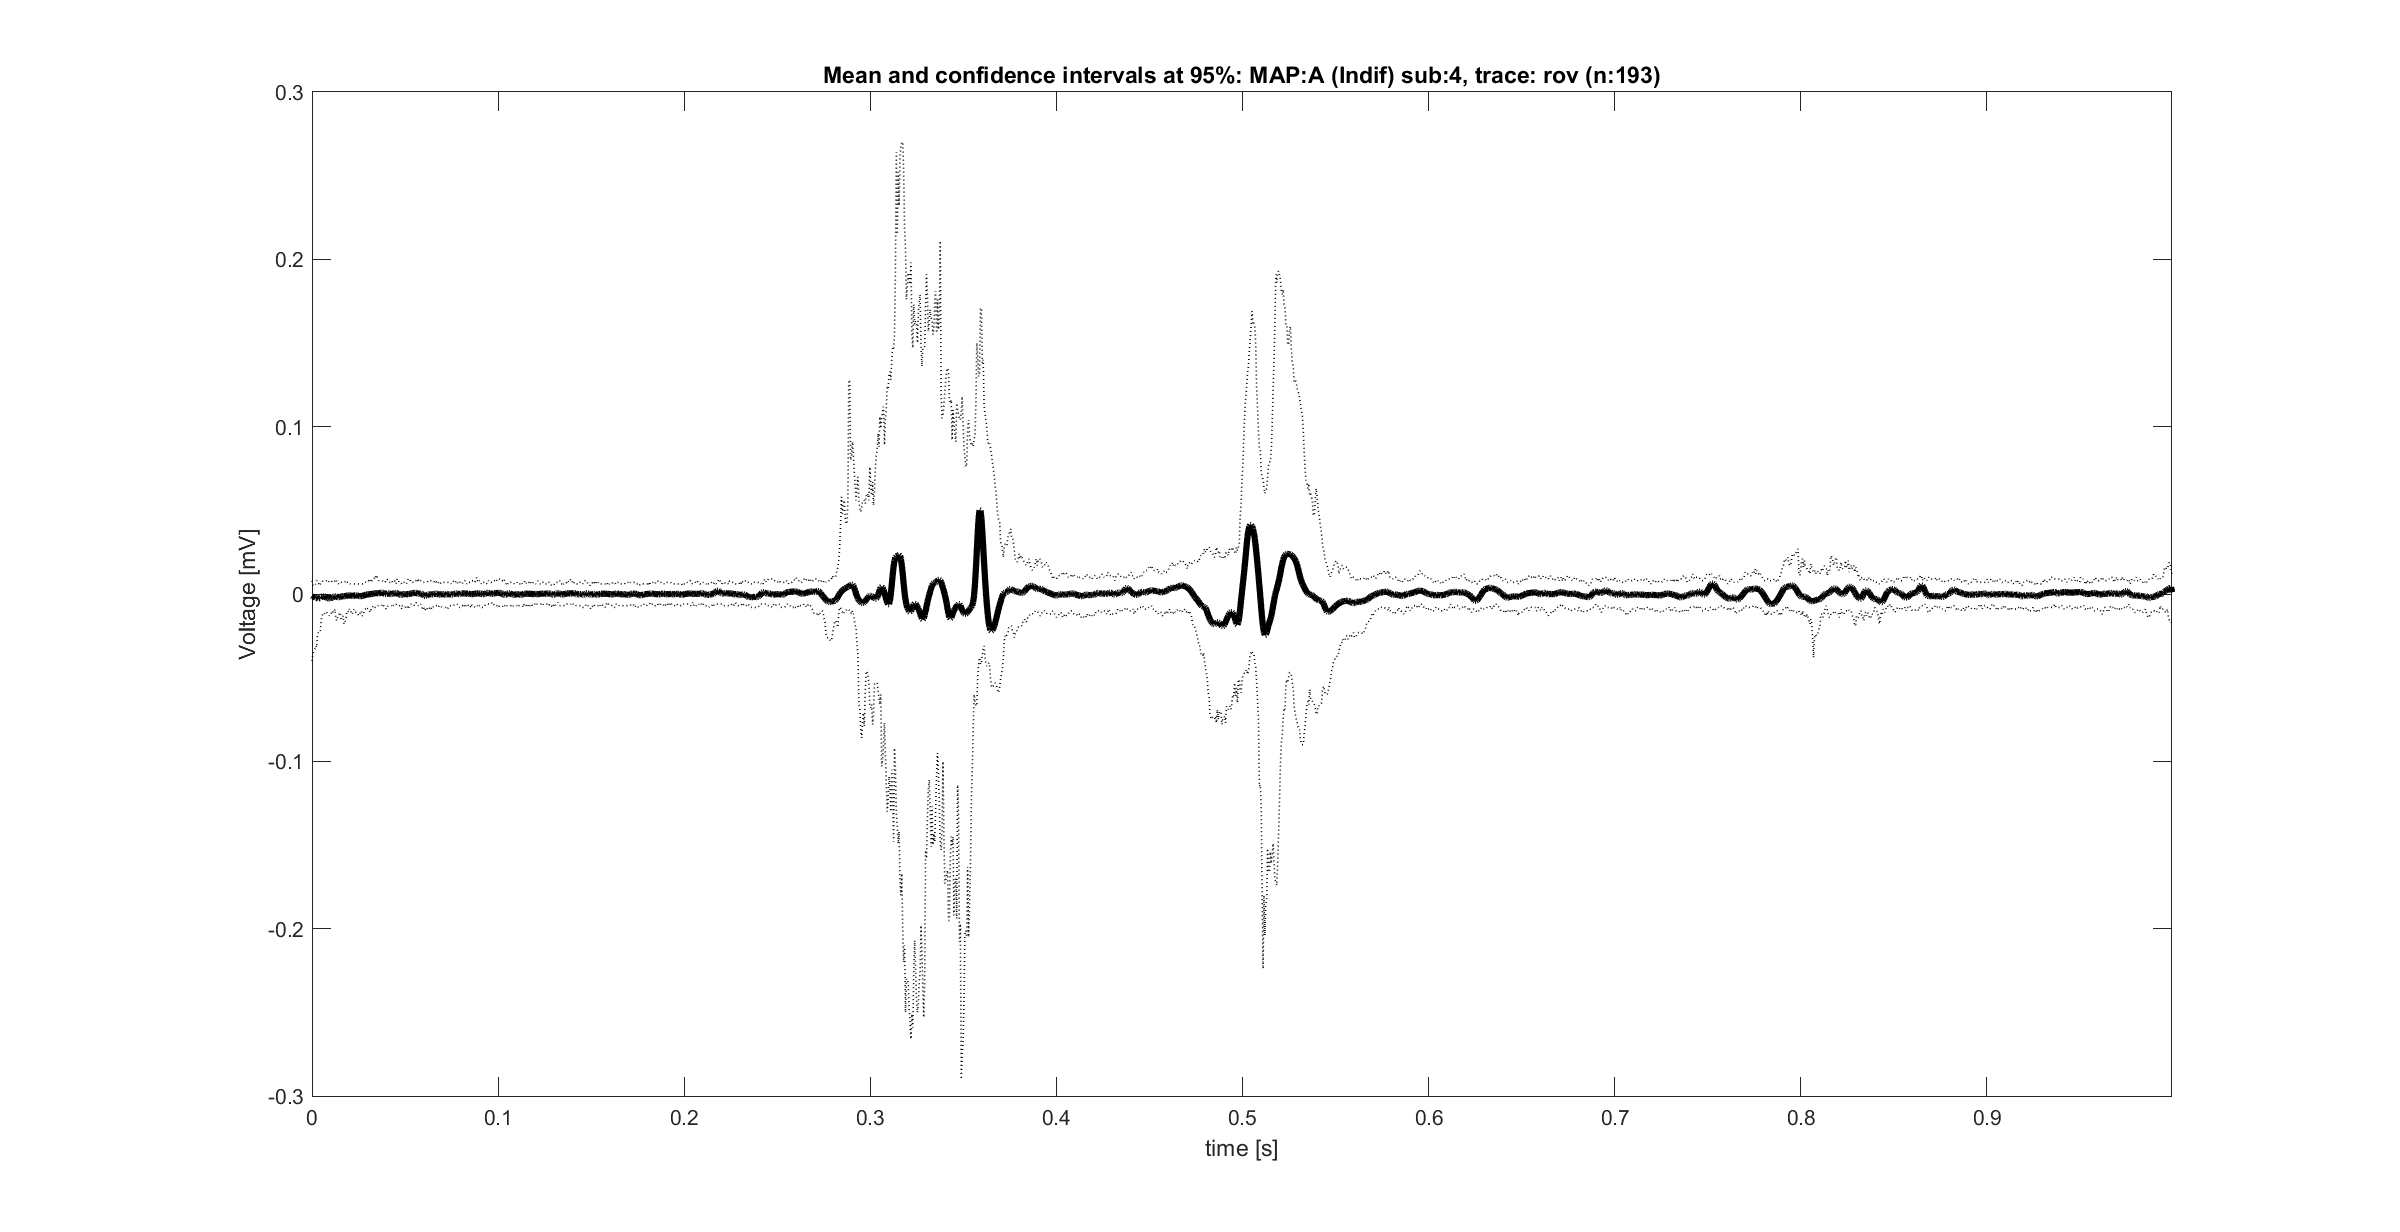 Mean and confidence intervals at 95%: MAP:A (Indif) sub:4, trace: rov (n:193)
0.3
0.2
0.1
0
-0.1
-0.2
-0.3
Voltage [mV]
0 0.1 0.2 0.3 0.4 0.5 0.6 0.7 0.8 0.9
time [s]